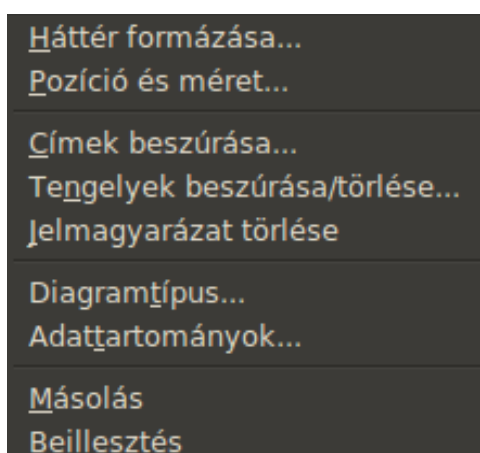 Háttér formázása...
Pozíció és méret...
Címek beszúrása...
Tengelyek beszúrása/törlése...
Jelmagyarázat törlése
Diagramtípus...
Adattartományok...
Másolás
Beillesztés